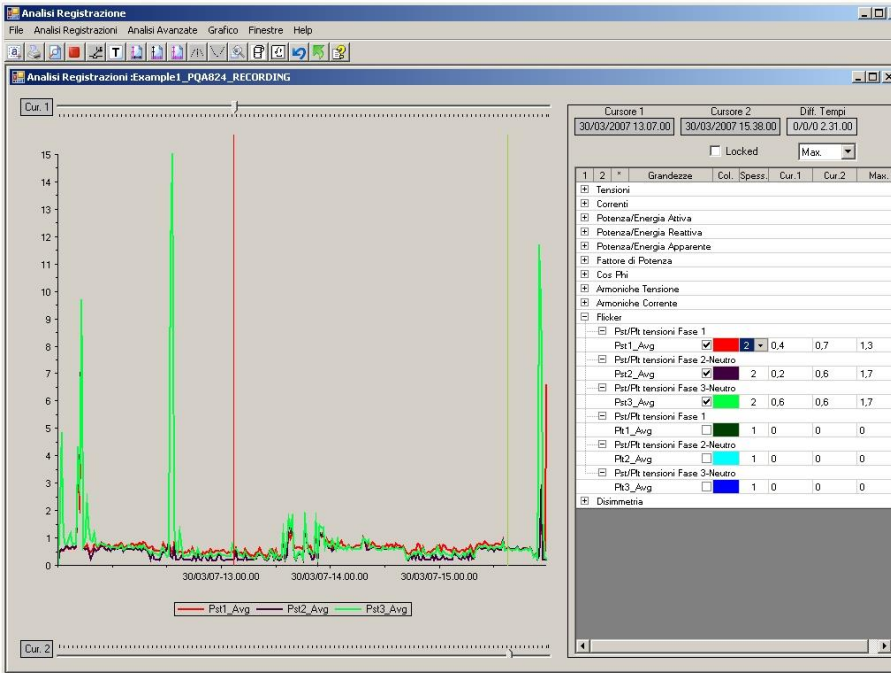 Analisi Registrazione
File Analisi Registrazioni Analisi Avanzate Grafico Finestre Help
Analisi Registrazioni :Example1_PQA824_RECORDING
Cur. 1
15
14
13
12
11
10
9
8
7
6
5
4
3
2
1
0
30/03/07-13.00.00 30/03/07-14.00.00 30/03/07-15.00.00
Pst1_Avg Pst2_Avg Pst3_Avg
Cur. 2
Cursore 1 Cursore 2 Diff. Tempi
30/03/2007 13.07.00 30/03/2007 15.38.00 0/0/0 2.31.00
Locked Max.
1 2 * Grandezze Col. Spess. Cur.1 Cur.2 Max.
Tensioni
Correnti
Potenza/Energia Attiva
Potenza/Energia Reattiva
Potenza/Energia Apparente
Fattore di Potenza
Cos Phi
Armoniche Tensione
Armoniche Corrente
Flicker
Pst/Plt tensioni Fase 1
Pst1_Avg 2 0,4 0,7 1,3
Pst/Plt tensioni Fase 2-Neutro
Pst2_Avg 2 0,2 0,6 1,7
Pst/Plt tensioni Fase 3-Neutro
Pst3_Avg 2 0,6 0,6 1,7
Pst/Plt tensioni Fase 1
Plt1_Avg 1 0 0 0
Pst/Plt tensioni Fase 2-Neutro
Plt2_Avg 1 0 0 0
Pst/Plt tensioni Fase 3-Neutro
Plt3_Avg 1 0 0 0
Disimmetria